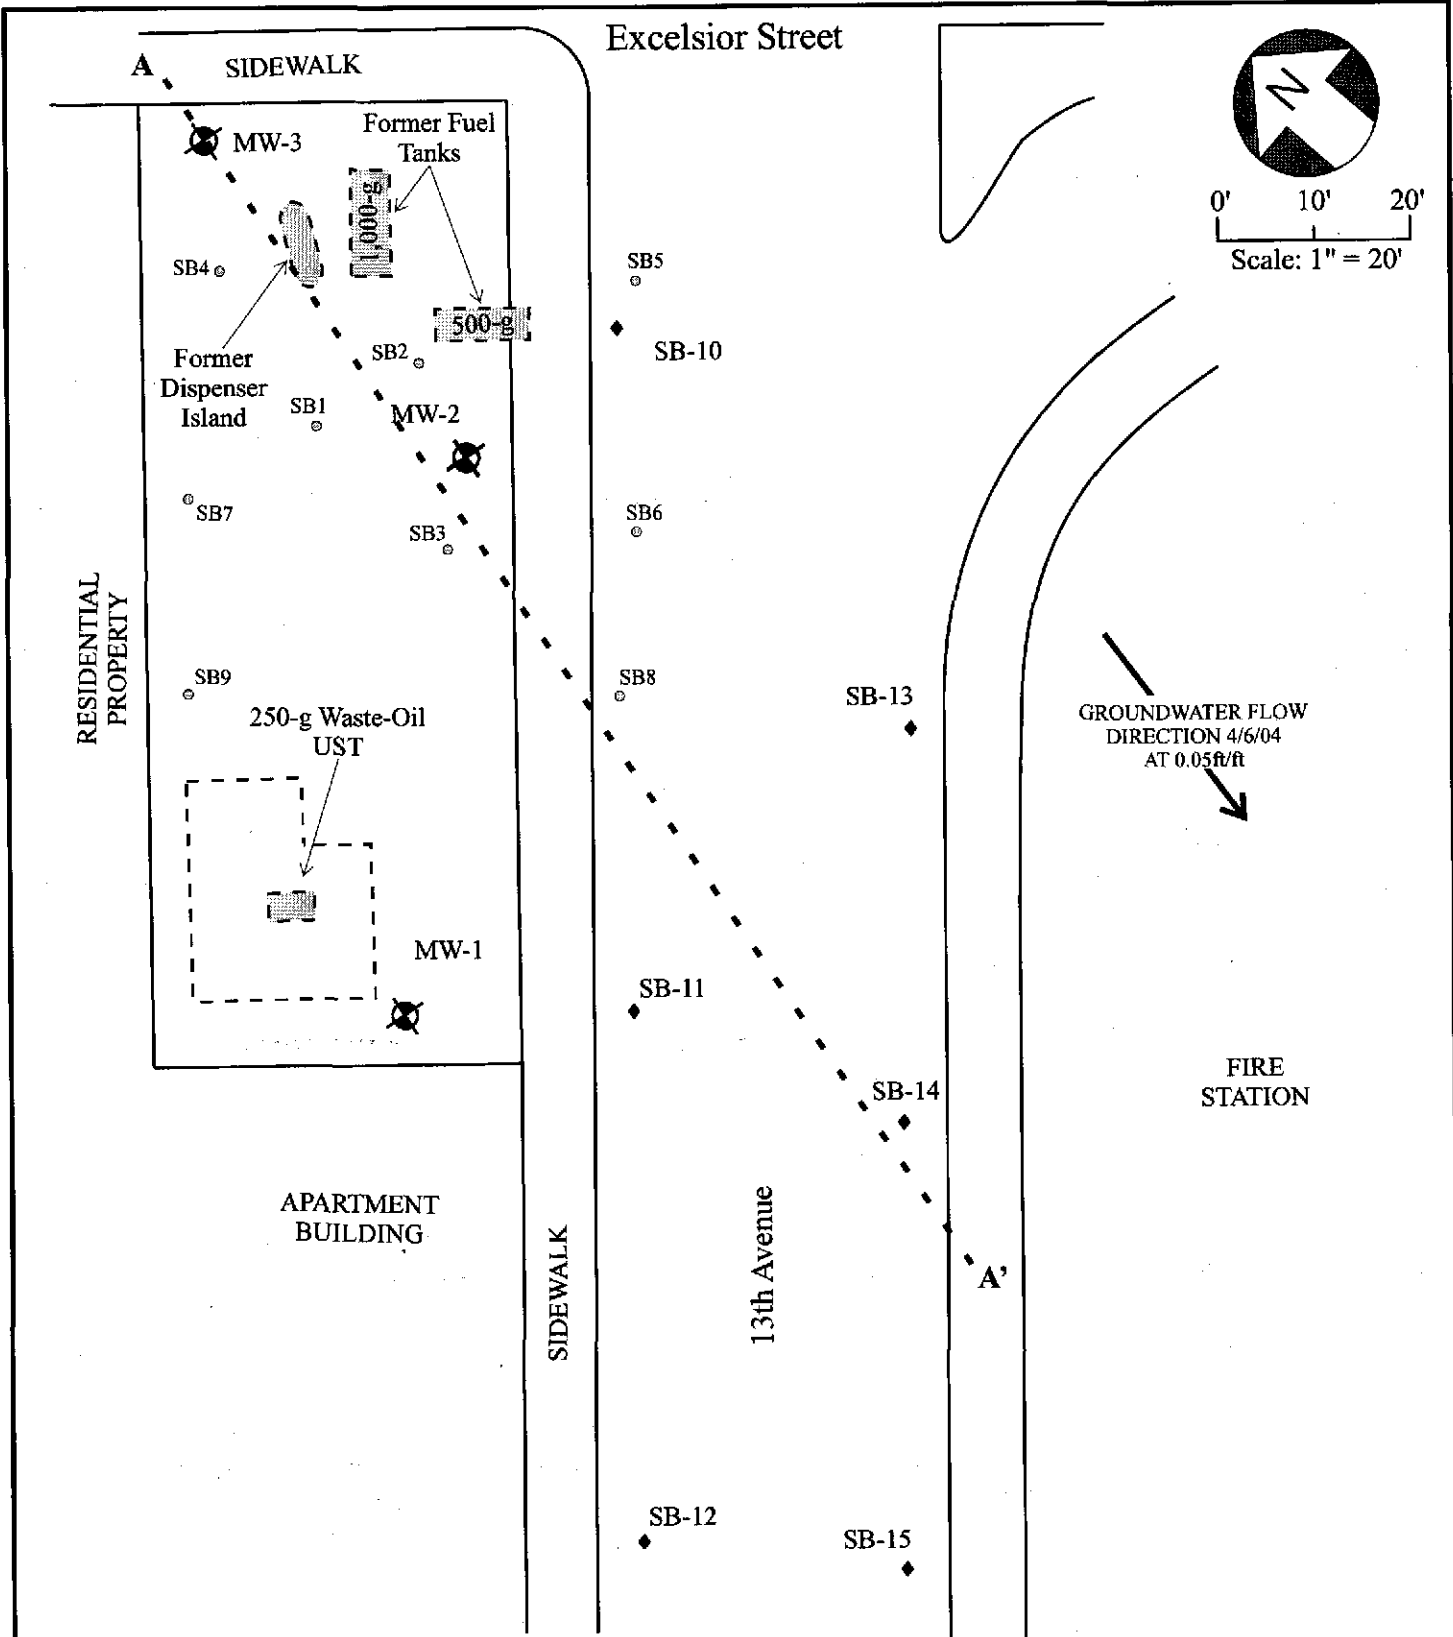 Excelsior Street
A
SIDEWALK
N
MW-3
Former Fuel
Tanks
1,000-g
0' 10' 20'
Scale: 1" = 20'
SB4
SB5
500-g
SB-10
Former
Dispenser
Island
SB2
SB1
MW-2
SB7
SB3
SB6
RESIDENTIAL
PROPERTY
SB9
SB8
SB-13
250-g Waste-Oil
UST
GROUNDWATER FLOW
DIRECTION 4/6/04
AT 0.05ft/ft
MW-1
SB-11
SB-14
FIRE
STATION
APARTMENT
BUILDING
SIDEWALK
13th Avenue
A'
SB-12
SB-15